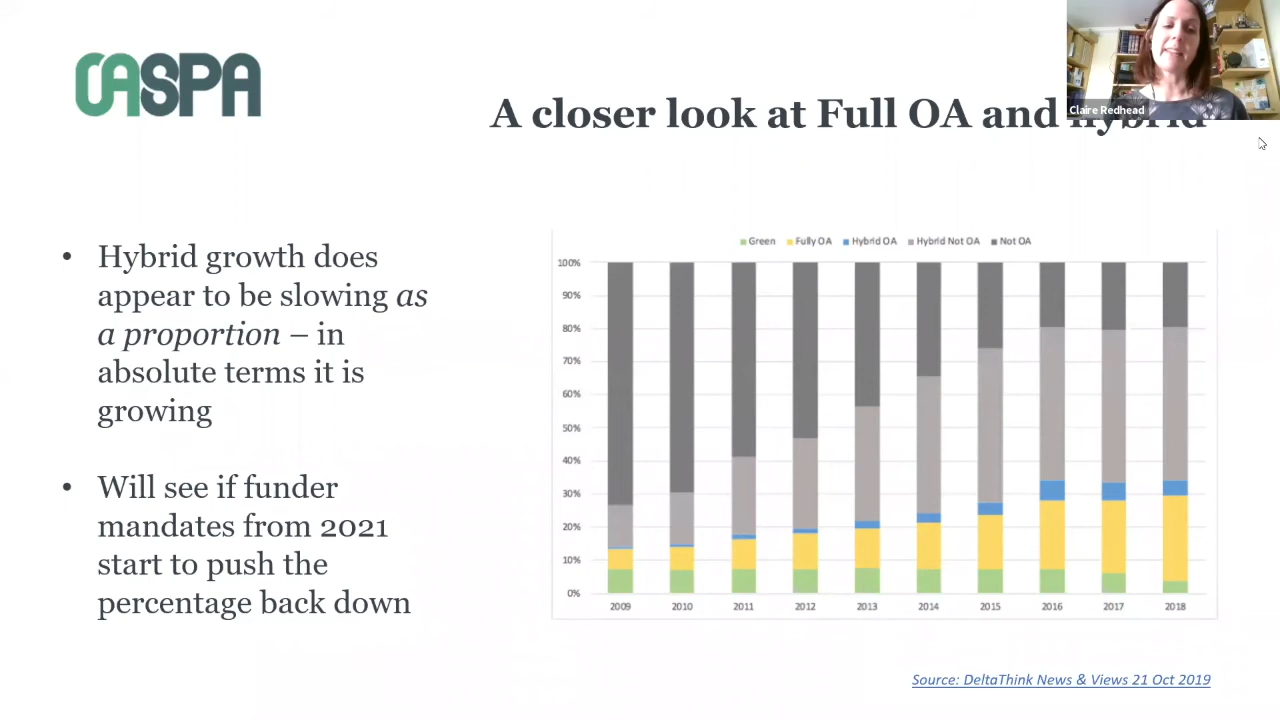 OASPA
Claire Redhead
A closer look at Full OA and hybrid
• Hybrid growth does
appear to be slowing as
a proportion – in
absolute terms it is
growing
• Will see if funder
mandates from 2021
start to push the
percentage back down
Green Fully OA Hybrid OA Hybrid Not OA Not OA
100%
90%
80%
70%
60%
50%
40%
30%
20%
10%
0%
2009 2010 2011 2012 2013 2014 2015 2016 2017 2018
Source: DeltaThink News & Views 21 Oct 2019